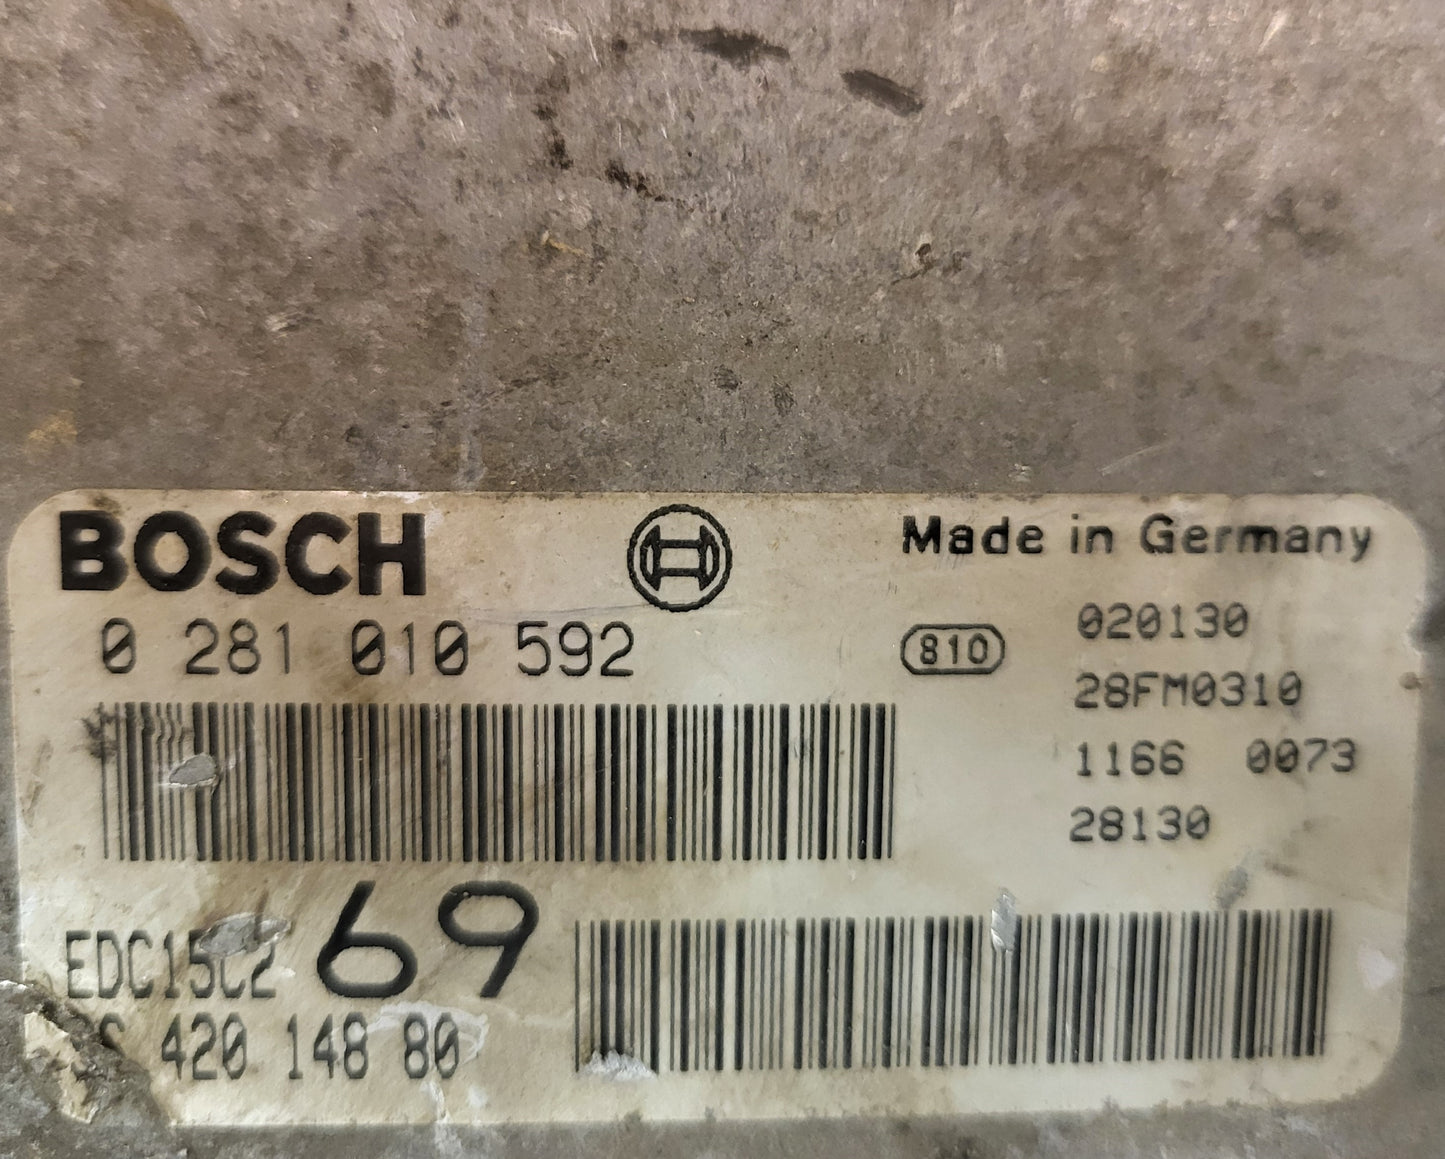 BOSCH
Made in Germany
0 281 010 592
810
020130
28FM0310
1166 0073
28130
EDC15C2
69
420 148 80